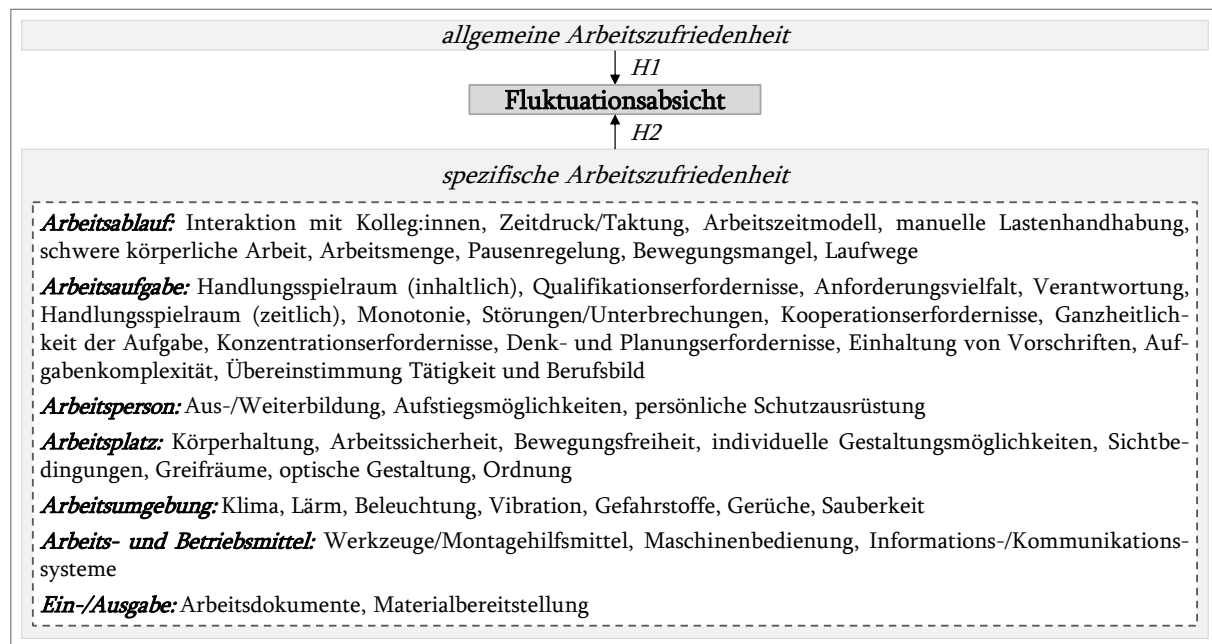 allgemeine Arbeitszufriedenheit
H1
Fluktuationsabsicht
H2
spezifische Arbeitszufriedenheit
Arbeitsablauf: Interaktion mit Kolleg:innen, Zeitdruck/Taktung, Arbeitszeitmodell, manuelle Lastenhandhabung,
schwere körperliche Arbeit, Arbeitsmenge, Pausenregelung, Bewegungsmangel, Laufwege
Arbeitsaufgabe: Handlungsspielraum (inhaltlich), Qualifikationserfordernisse, Anforderungsvielfalt, Verantwortung,
Handlungsspielraum (zeitlich), Monotonie, Störungen/Unterbrechungen, Kooperationserfordernisse, Ganzheitlich-
keit der Aufgabe, Konzentrationserfordernisse, Denk- und Planungserfordernisse, Einhaltung von Vorschriften, Auf-
gabenkomplexität, Übereinstimmung Tätigkeit und Berufsbild
Arbeitsperson: Aus-/Weiterbildung, Aufstiegsmöglichkeiten, persönliche Schutzausrüstung
Arbeitsplatz: Körperhaltung, Arbeitssicherheit, Bewegungsfreiheit, individuelle Gestaltungsmöglichkeiten, Sichtbe-
dingungen, Greifräume, optische Gestaltung, Ordnung
Arbeitsumgebung: Klima, Lärm, Beleuchtung, Vibration, Gefahrstoffe, Gerüche, Sauberkeit
Arbeits- und Betriebsmittel: Werkzeuge/Montagehilfsmittel, Maschinenbedienung, Informations-/Kommunikations-
systeme
Ein-/Ausgabe: Arbeitsdokumente, Materialbereitstellung